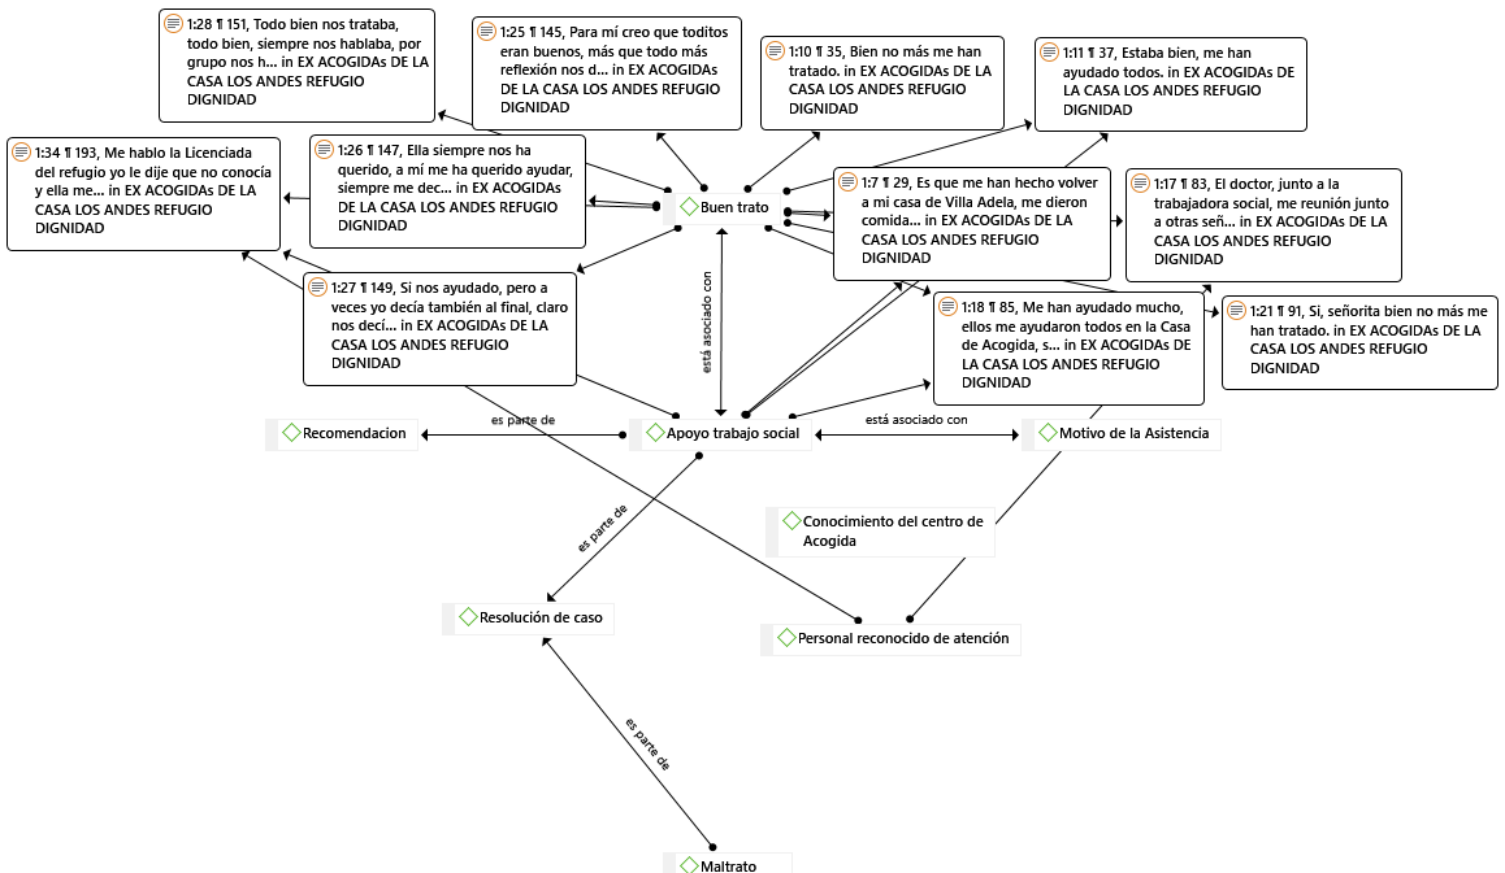 1:28 ¶ 151, Todo bien nos trataba,
todo bien, siempre nos hablaba, por
grupo nos h... in EX ACOGIDAs DE LA
CASA LOS ANDES REFUGIO
DIGNIDAD
1:25 ¶ 145, Para mí creo que toditos
eran buenos, más que todo más
reflexión nos d... in EX ACOGIDAs
DE LA CASA LOS ANDES REFUGIO
DIGNIDAD
1:10 ¶ 35, Bien no más me han
tratado. in EX ACOGIDAs DE LA
CASA LOS ANDES REFUGIO
DIGNIDAD
1:11 ¶ 37, Estaba bien, me han
ayudado todos. in EX ACOGIDAs DE
LA CASA LOS ANDES REFUGIO
DIGNIDAD
1:34 ¶ 193, Me hablo la Licenciada
del refugio yo le dije que no conocía
y ella me... in EX ACOGIDAs DE LA
CASA LOS ANDES REFUGIO
DIGNIDAD
1:26 ¶ 147, Ella siempre nos ha
querido, a mí me ha querido ayudar,
siempre me dec... in EX ACOGIDAs
DE LA CASA LOS ANDES REFUGIO
DIGNIDAD
Buen trato
1:7 ¶ 29, Es que me han hecho volver
a mi casa de Villa Adela, me dieron
comida... in EX ACOGIDAs DE LA
CASA LOS ANDES REFUGIO
DIGNIDAD
1:17 ¶ 83, El doctor, junto a la
trabajadora social, me reunión junto
a otras señ... in EX ACOGIDAs DE LA
CASA LOS ANDES REFUGIO
DIGNIDAD
1:27 ¶ 149, Si nos ayudado, pero a
veces yo decía también al final, claro
nos decí... in EX ACOGIDAs DE LA
CASA LOS ANDES REFUGIO
DIGNIDAD
está asociado con
1:18 ¶ 85, Me han ayudado mucho,
ellos me ayudaron todos en la Casa
de Acogida, s... in EX ACOGIDAs DE
LA CASA LOS ANDES REFUGIO
DIGNIDAD
1:21 ¶ 91, Si, señorita bien no más me
han tratado. in EX ACOGIDAs DE LA
CASA LOS ANDES REFUGIO
DIGNIDAD
Recomendacion
es parte de
Apoyo trabajo social
está asociado con
Motivo de la Asistencia
es parte de
Conocimiento del centro de
Acogida
Resolución de caso
Personal reconocido de atención
es parte de
Maltrato